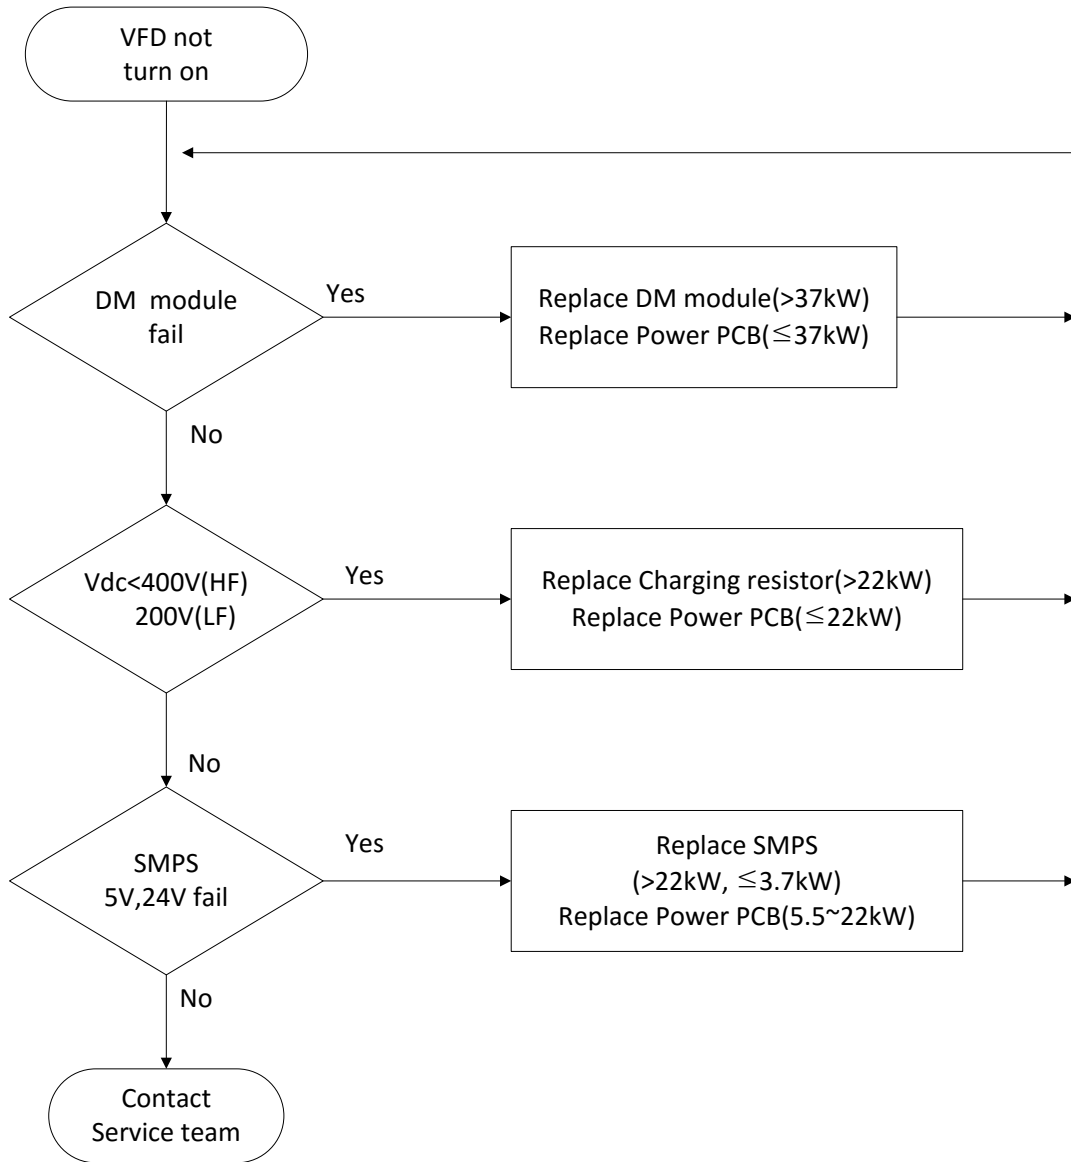 VFD not
turn on
DM  module
fail
Yes
Replace DM module(>37kW)
Replace Power PCB(≦37kW)
No
Vdc<400V(HF)
200V(LF)
Yes
Replace Charging resistor(>22kW)
Replace Power PCB(≦22kW)
No
SMPS
5V,24V fail
Yes
Replace SMPS
(>22kW, ≦3.7kW)
Replace Power PCB(5.5~22kW)
No
Contact
Service team